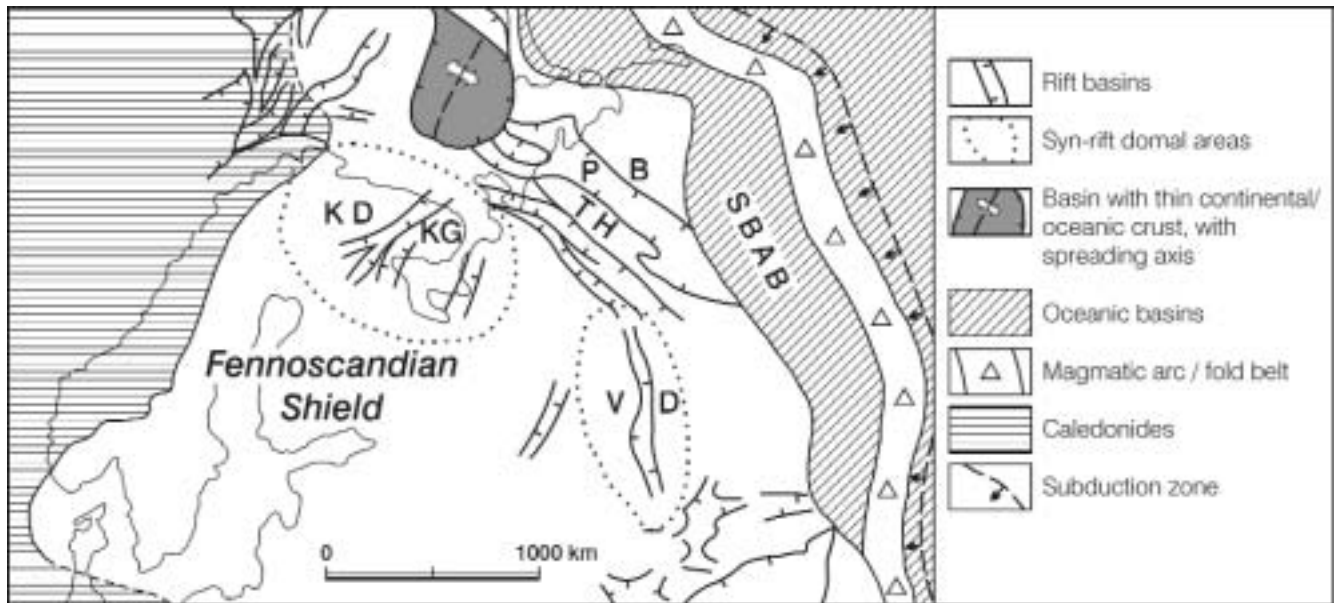 P B
K D
T H
KG
SBAB
Fennoscandian
Shield
V D
0 1000 km
Rift basins
Syn-rift domal areas
Basin with thin continental/
oceanic crust, with
spreading axis
Oceanic basins
Magmatic arc / fold belt
Caledonides
Subduction zone